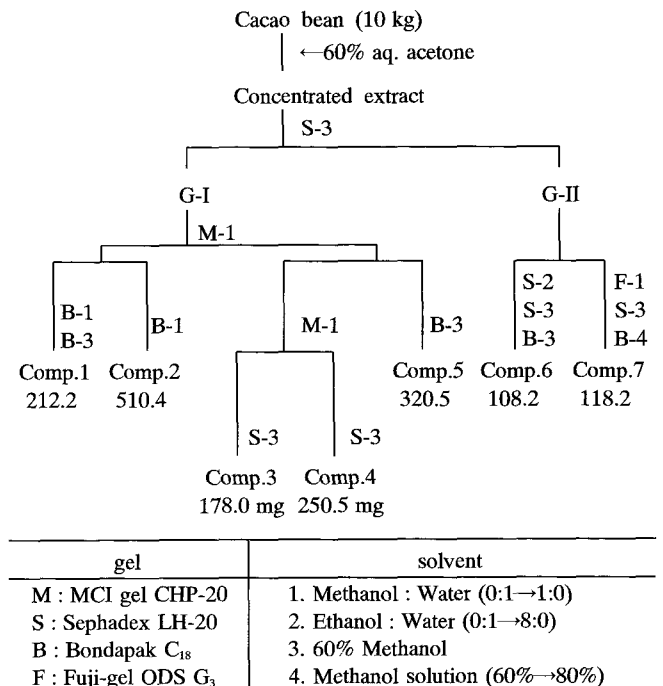 Cacao bean (10 kg)
←60% aq. acetone
Concentrated extract
S-3
G-I
G-II
M-1
B-1
B-3
B-1
M-1
B-3
S-2
S-3
B-3
F-1
S-3
B-4
Comp.1 Comp.2 Comp.5 Comp.6 Comp.7
212.2 510.4 320.5 108.2 118.2
S-3 S-3
Comp.3 Comp.4
178.0 mg 250.5 mg
gel solvent
M : MCI gel CHP-20 1. Methanol : Water (0:1→1:0)
S : Sephadex LH-20 2. Ethanol : Water (0:1→8:0)
B : Bondapak C₁₈ 3. 60% Methanol
F : Fuji-gel ODS G₃ 4. Methanol solution (60%→80%)